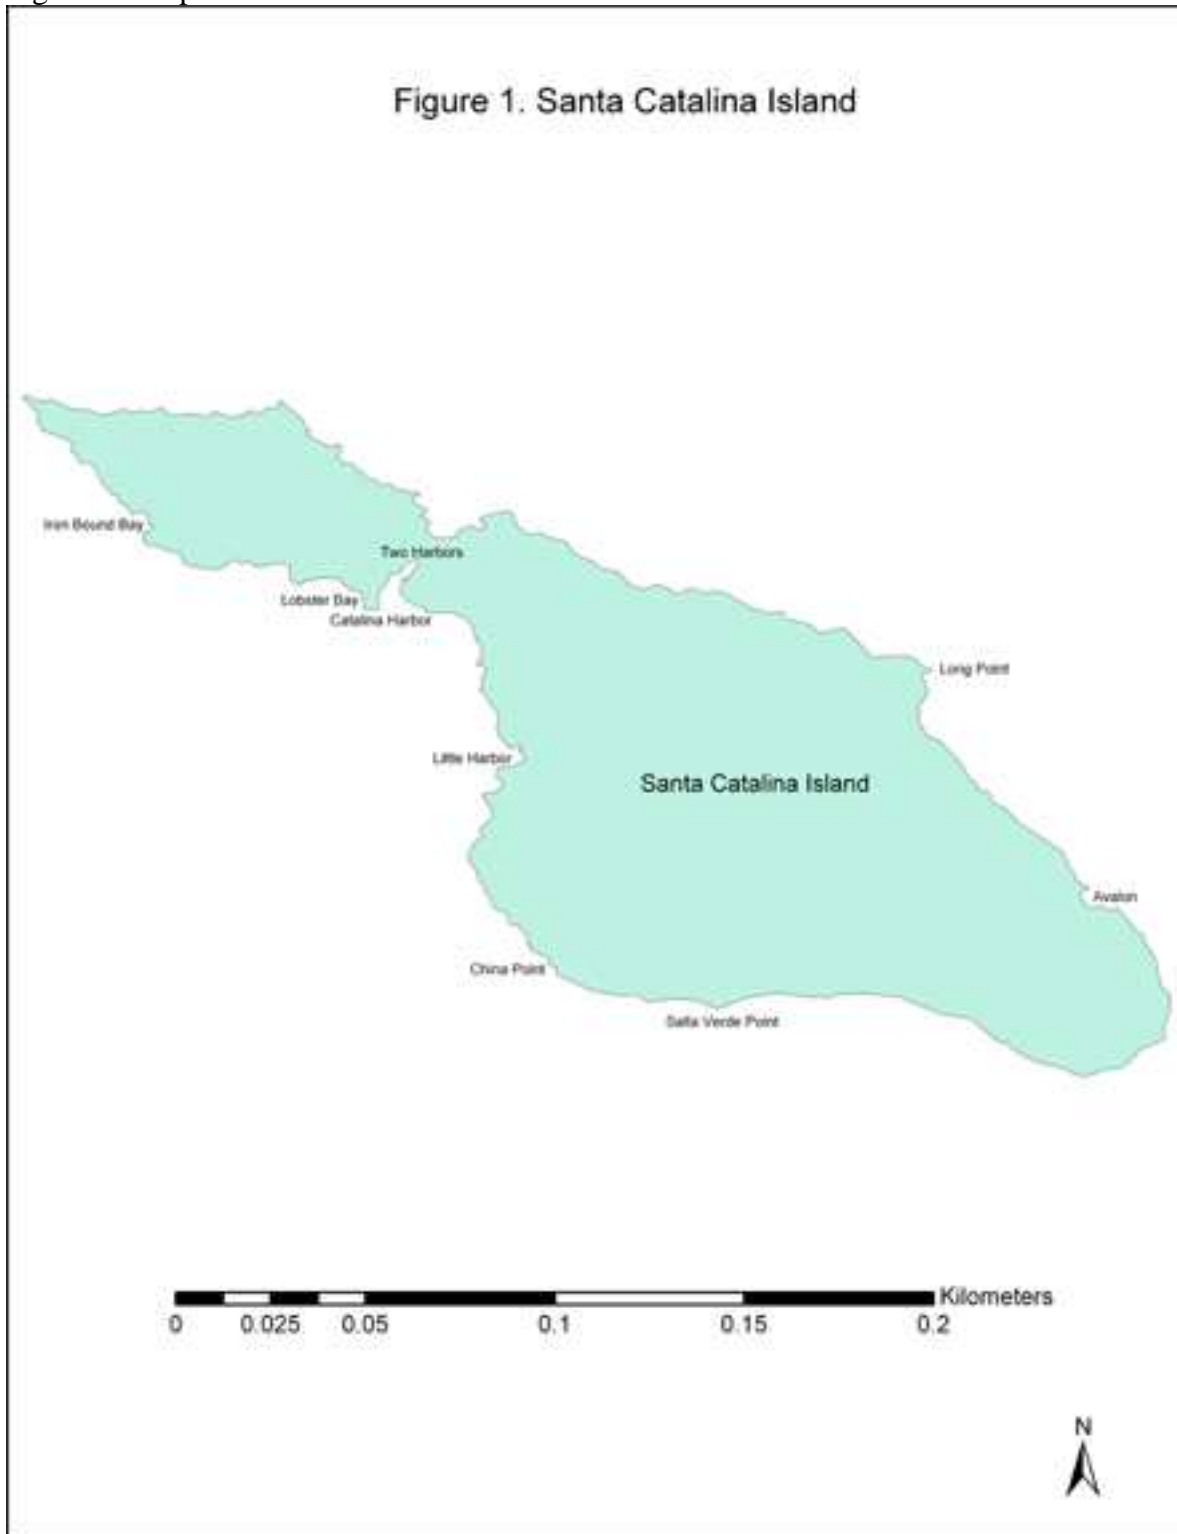 Figure 1. Santa Catalina Island
Iron Bound Bay
Two Harbors
Lobster Bay
Catalina Harbor
Long Point
Little Harbor
Santa Catalina Island
Avalon
China Point
Salta Verde Point
Kilometers
0 0.025 0.05 0.1 0.15 0.2
N